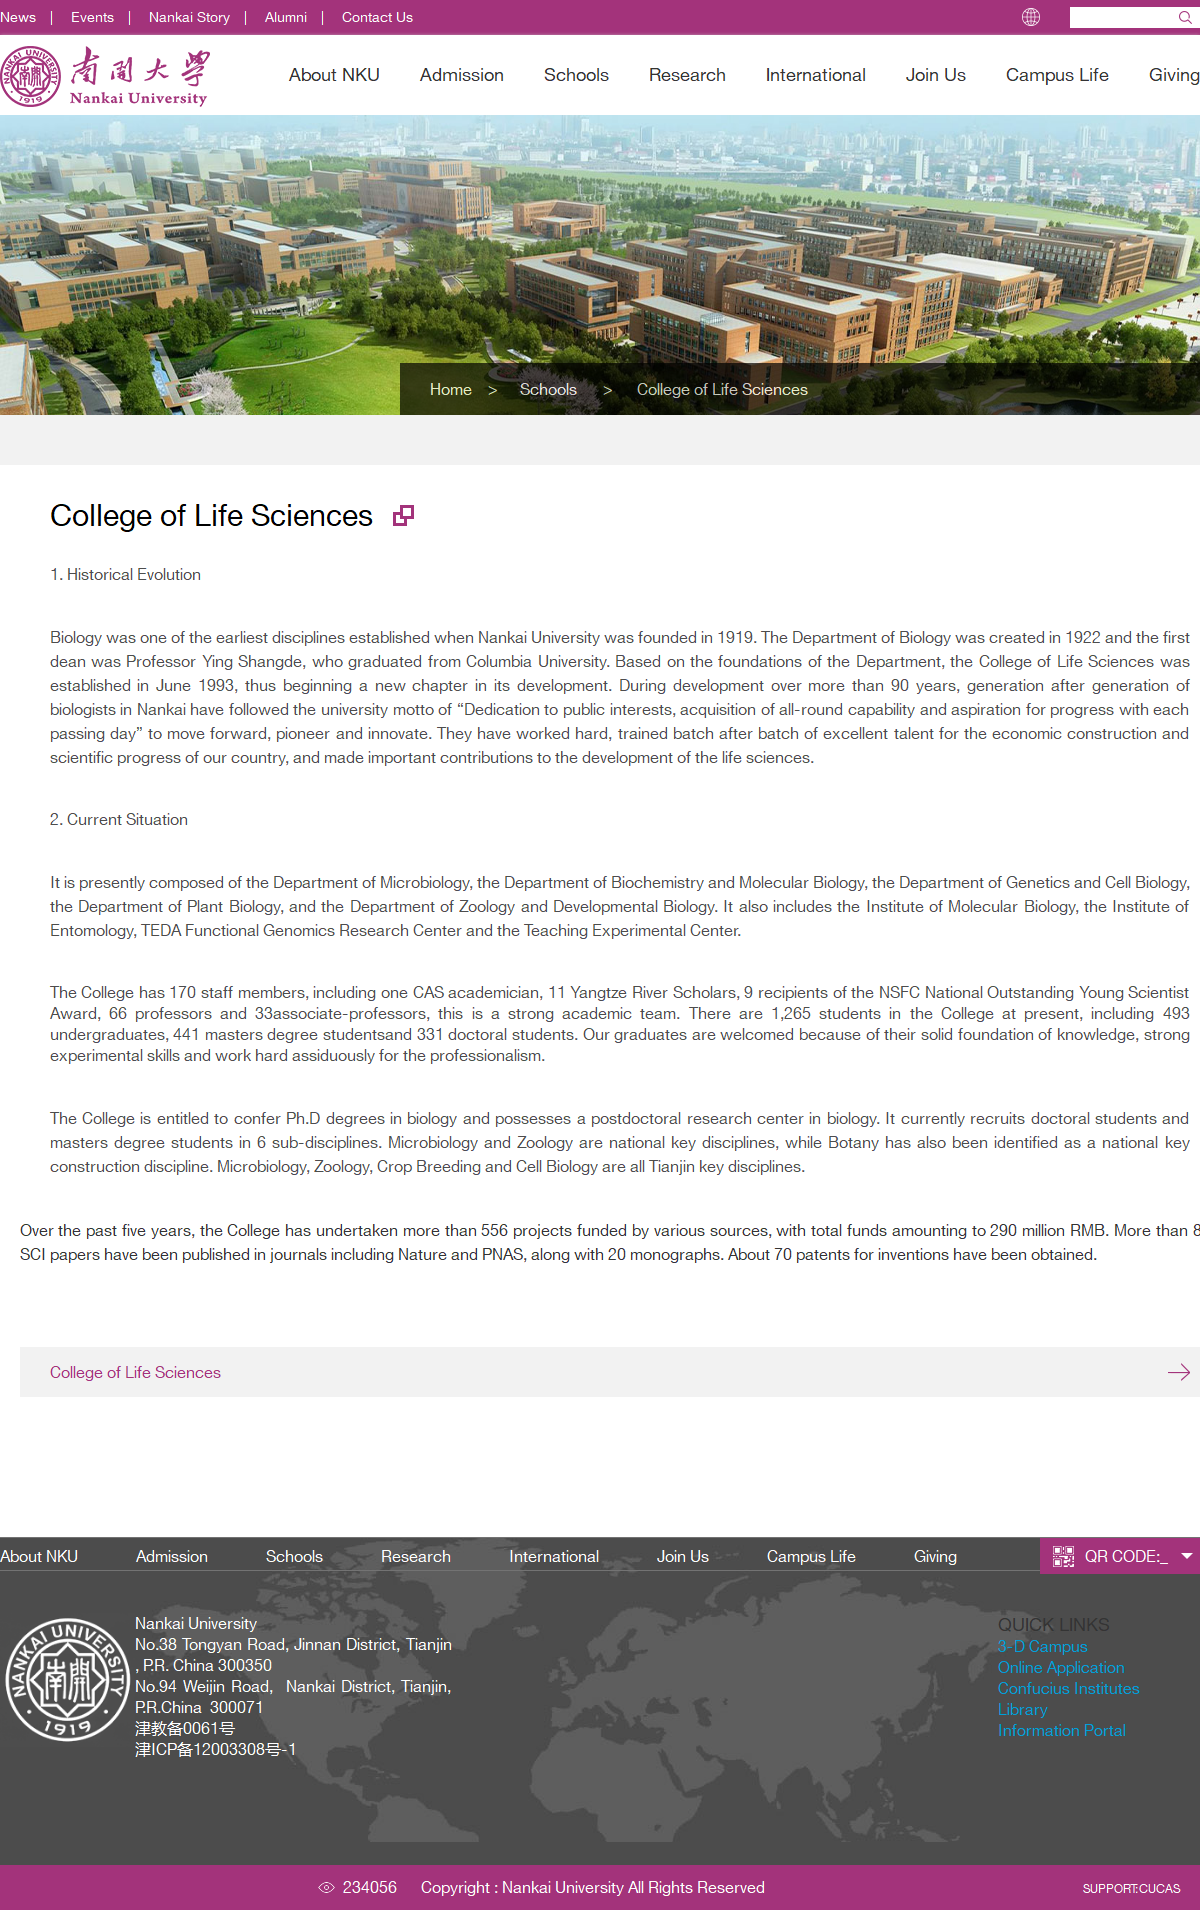 News | Events | Nankai Story | Alumni | Contact Us
NANKAI UNIVERSITY
南開
· 1919 ·
南開大學
Nankai University
About NKU Admission Schools Research International Join Us Campus Life Giving
Home > Schools > College of Life Sciences
College of Life Sciences
1. Historical Evolution
Biology was one of the earliest disciplines established when Nankai University was founded in 1919. The Department of Biology was created in 1922 and the first
dean was Professor Ying Shangde, who graduated from Columbia University. Based on the foundations of the Department, the College of Life Sciences was
established in June 1993, thus beginning a new chapter in its development. During development over more than 90 years, generation after generation of
biologists in Nankai have followed the university motto of “Dedication to public interests, acquisition of all-round capability and aspiration for progress with each
passing day” to move forward, pioneer and innovate. They have worked hard, trained batch after batch of excellent talent for the economic construction and
scientific progress of our country, and made important contributions to the development of the life sciences.
2. Current Situation
It is presently composed of the Department of Microbiology, the Department of Biochemistry and Molecular Biology, the Department of Genetics and Cell Biology,
the Department of Plant Biology, and the Department of Zoology and Developmental Biology. It also includes the Institute of Molecular Biology, the Institute of
Entomology, TEDA Functional Genomics Research Center and the Teaching Experimental Center.
The College has 170 staff members, including one CAS academician, 11 Yangtze River Scholars, 9 recipients of the NSFC National Outstanding Young Scientist
Award, 66 professors and 33associate-professors, this is a strong academic team. There are 1,265 students in the College at present, including 493
undergraduates, 441 masters degree studentsand 331 doctoral students. Our graduates are welcomed because of their solid foundation of knowledge, strong
experimental skills and work hard assiduously for the professionalism.
The College is entitled to confer Ph.D degrees in biology and possesses a postdoctoral research center in biology. It currently recruits doctoral students and
masters degree students in 6 sub-disciplines. Microbiology and Zoology are national key disciplines, while Botany has also been identified as a national key
construction discipline. Microbiology, Zoology, Crop Breeding and Cell Biology are all Tianjin key disciplines.
Over the past five years, the College has undertaken more than 556 projects funded by various sources, with total funds amounting to 290 million RMB. More than 8
SCI papers have been published in journals including Nature and PNAS, along with 20 monographs. About 70 patents for inventions have been obtained.
College of Life Sciences
About NKU Admission Schools Research International Join Us Campus Life Giving QR CODE:_
NANKAI UNIVERSITY
南開
· 1919 ·
Nankai University
No.38 Tongyan Road, Jinnan District, Tianjin
, P.R. China 300350
No.94 Weijin Road, Nankai District, Tianjin,
P.R.China 300071
津教备0061号
津ICP备12003308号-1
QUICK LINKS
3-D Campus
Online Application
Confucius Institutes
Library
Information Portal
234056 Copyright : Nankai University All Rights Reserved
SUPPORT:CUCAS